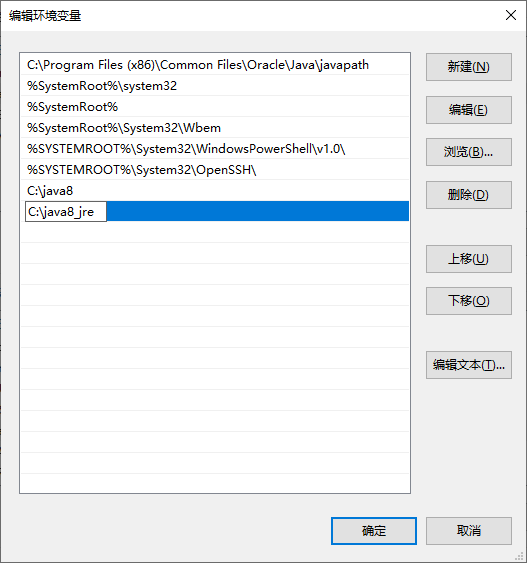 编辑环境变量
C:\Program Files (x86)\Common Files\Oracle\Java\javapath
%SystemRoot%\system32
%SystemRoot%
%SystemRoot%\System32\Wbem
%SYSTEMROOT%\System32\WindowsPowerShell\v1.0\
%SYSTEMROOT%\System32\OpenSSH\
C:\java8
C:\java8_jre
新建(N)
编辑(E)
浏览(B)...
删除(D)
上移(U)
下移(O)
编辑文本(T)...
确定
取消